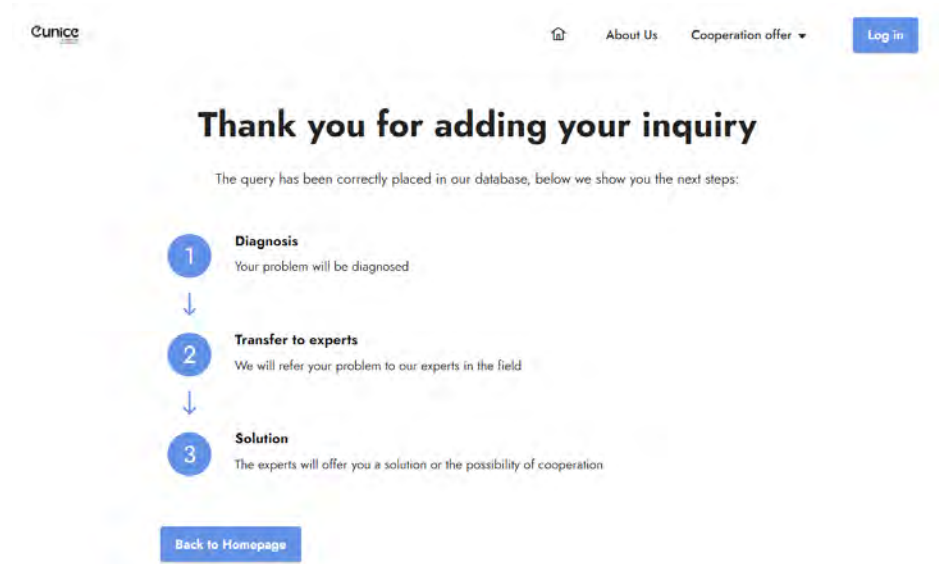 eunice
About Us
Cooperation offer
Log in
Thank you for adding your inquiry
The query has been correctly placed in our database, below we show you the next steps:
1
Diagnosis
Your problem will be diagnosed
2
Transfer to experts
We will refer your problem to our experts in the field
3
Solution
The experts will offer you a solution or the possibility of cooperation
Back to Homepage